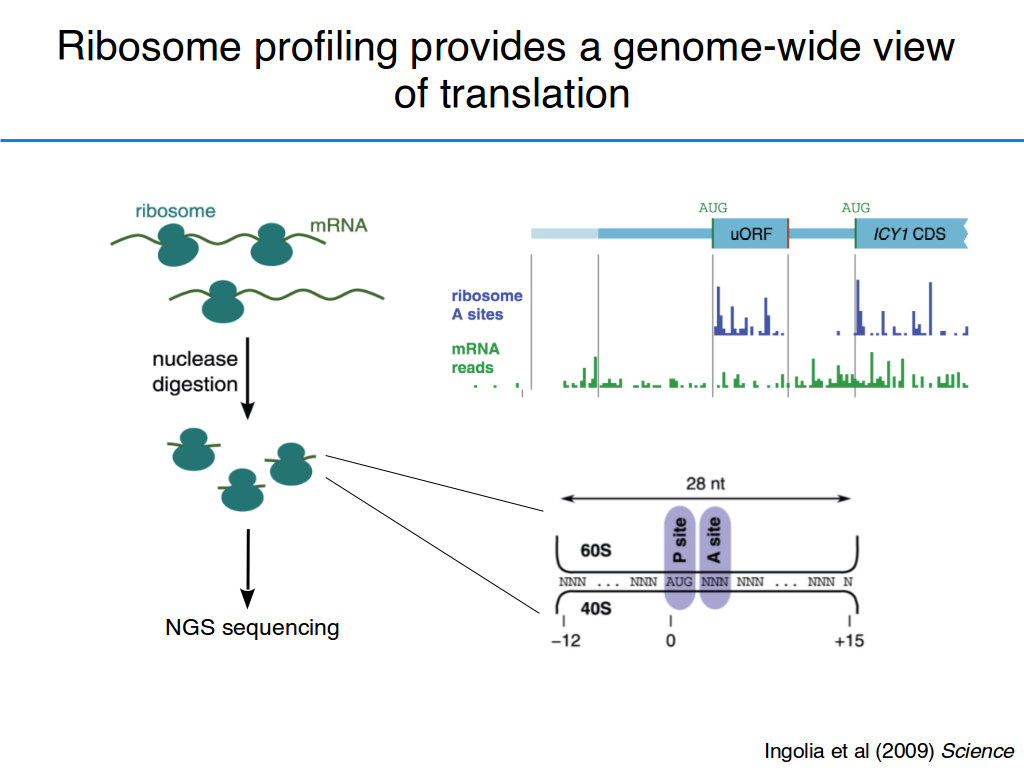 Ribosome profiling provides a genome-wide view
of translation
ribosome
mRNA
nuclease
digestion
NGS sequencing
AUG
AUG
uORF
ICY1 CDS
ribosome
A sites
mRNA
reads
28 nt
P site
A site
60S
NNN ... NNN AUG NNN NNN ... NNN N
40S
−12
0
+15
Ingolia et al (2009) Science